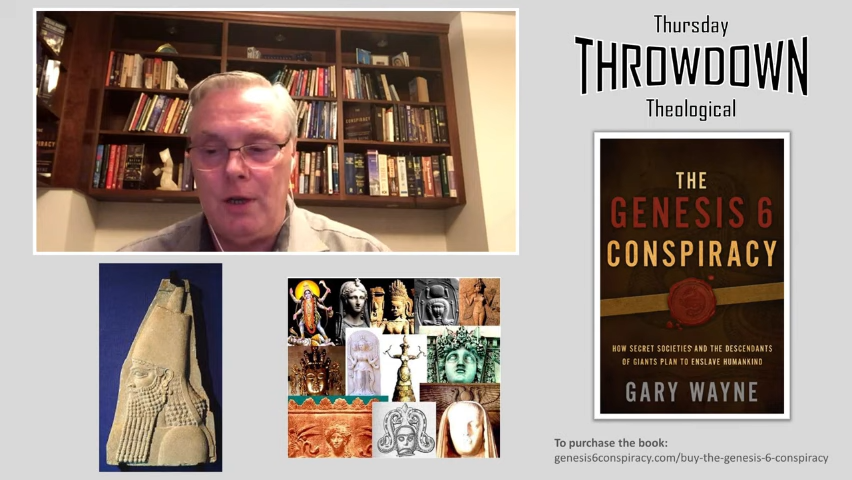 Thursday
THROWDOWN
Theological
THE
GENESIS 6
CONSPIRACY
HOW SECRET SOCIETIES AND THE DESCENDANTS
OF GIANTS PLAN TO ENSLAVE HUMANKIND
GARY WAYNE
To purchase the book:
genesis6conspiracy.com/buy-the-genesis-6-conspiracy
CONSPIRACY